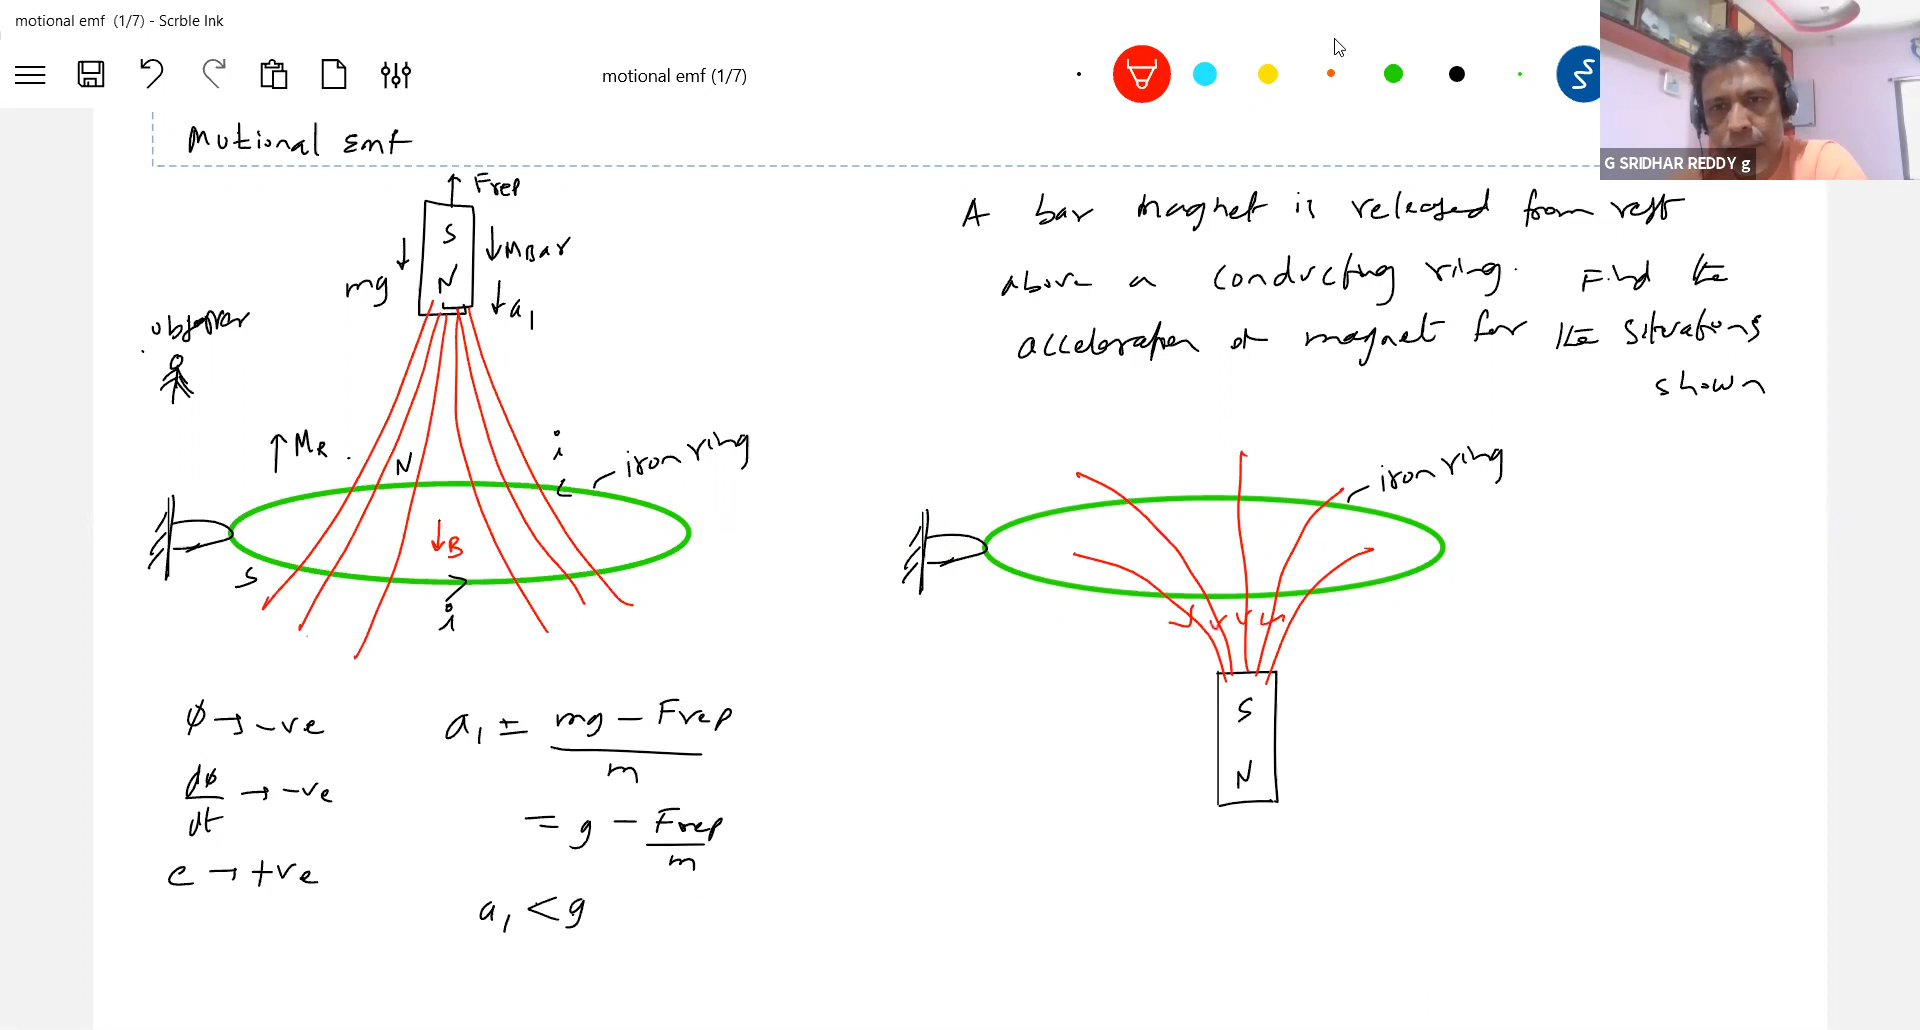 motional emf (1/7) - Scrble Ink
motional emf (1/7)
G SRIDHAR REDDY g
Motional Emf
Frep
S
N
mg
MBar
a1
observer
MR
N
i
iron ring
B
S
i
ϕ → -ve
dϕ/dt → -ve
e → +ve
a1 = mg - Frep / m
= g - Frep / m
a1 < g
A bar magnet is released from rest
above a conducting ring. Find the
acceleration of magnet for the situations
shown
iron ring
S
N